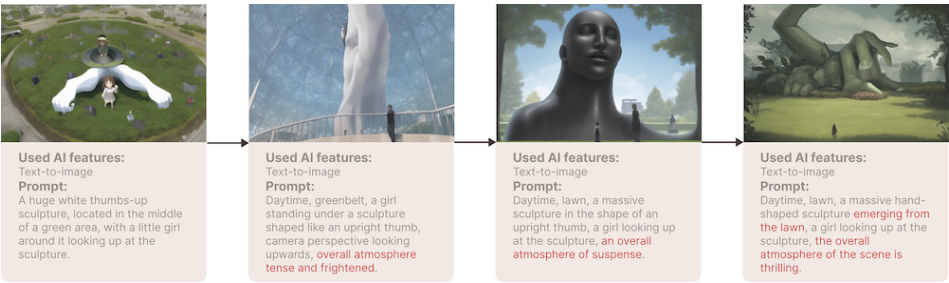 Used AI features:
Text-to-image
Prompt:
A huge white thumbs-up
sculpture, located in the middle
of a green area, with a little girl
around it looking up at the
sculpture.
Used AI features:
Text-to-image
Prompt:
Daytime, greenbelt, a girl
standing under a sculpture
shaped like an upright thumb,
camera perspective looking
upwards, overall atmosphere
tense and frightened.
Used AI features:
Text-to-image
Prompt:
Daytime, lawn, a massive
sculpture in the shape of an
upright thumb, a girl looking up
at the sculpture, an overall
atmosphere of suspense.
Used AI features:
Text-to-image
Prompt:
Daytime, lawn, a massive hand-
shaped sculpture emerging from
the lawn, a girl looking up at the
sculpture, the overall
atmosphere of the scene is
thrilling.